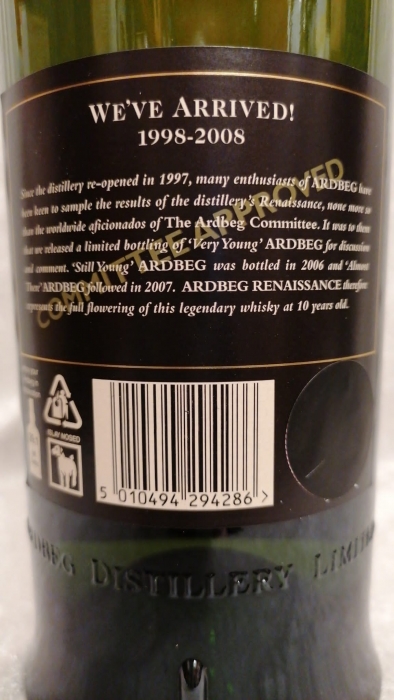 WE'VE ARRIVED!
1998-2008
Since the distillery re-opened in 1997, many enthusiasts of ARDBEG have
been keen to sample the results of the distillery's Renaissance, none more so
than the worldwide aficionados of The Ardbeg Committee. It was to them
that we released a limited bottling of 'Very Young' ARDBEG for discussion
and comment. 'Still Young' ARDBEG was bottled in 2006 and 'Almost
There' ARDBEG followed in 2007. ARDBEG RENAISSANCE therefore
represents the full flowering of this legendary whisky at 10 years old.
COMMITTEE APPROVED
ISLAY MOSED
5 010494 294286 >
ARDBEG DISTILLERY LIMITED